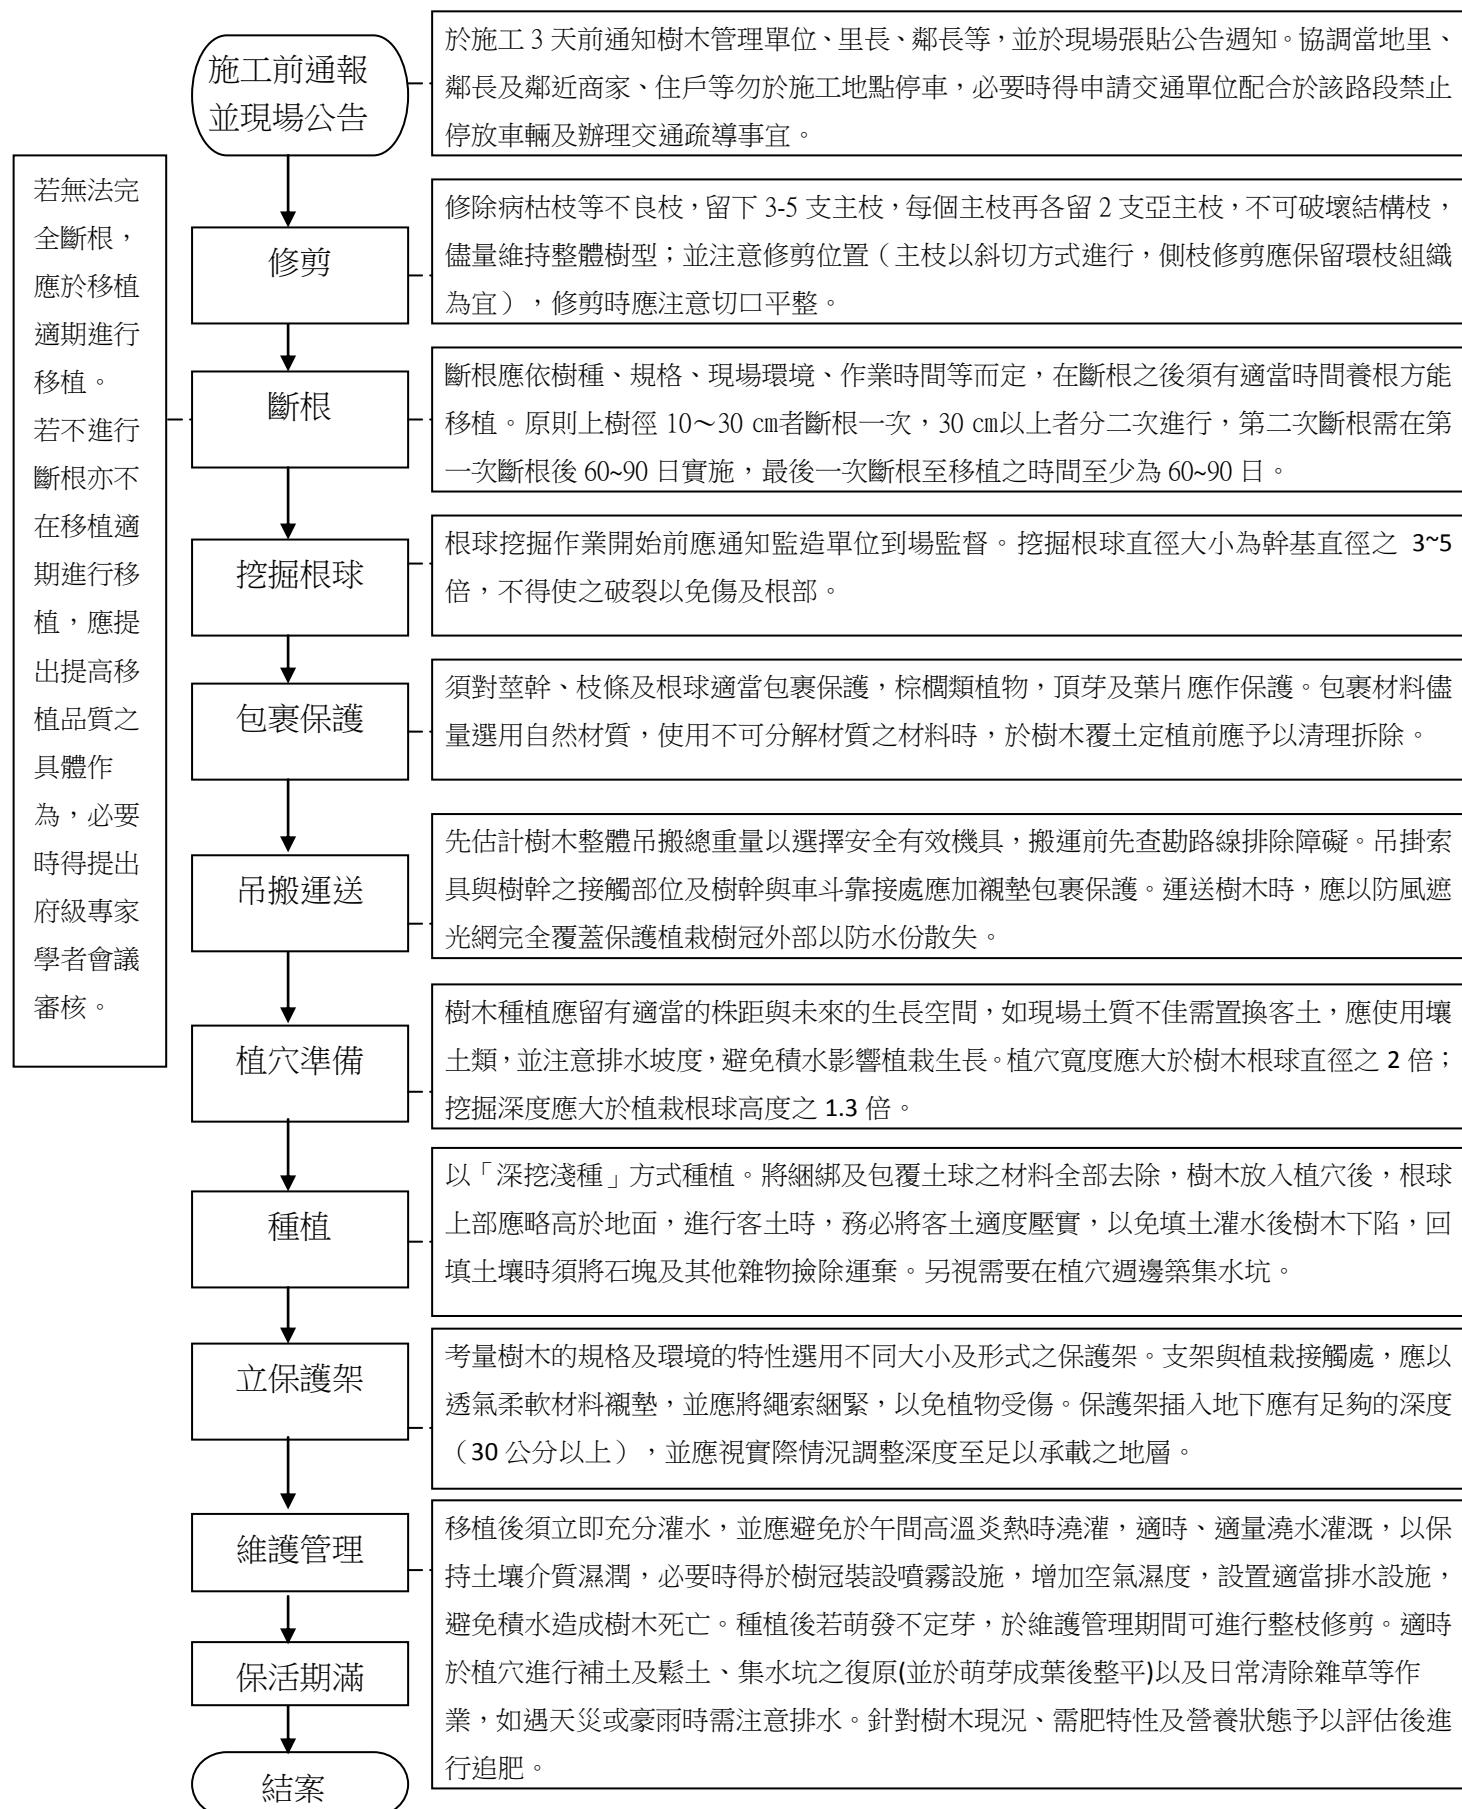 施工前通報
並現場公告
於施工 3 天前通知樹木管理單位、里長、鄰長等，並於現場張貼公告週知。協調當地里、
鄰長及鄰近商家、住戶等勿於施工地點停車，必要時得申請交通單位配合於該路段禁止
停放車輛及辦理交通疏導事宜。
修剪
修除病枯枝等不良枝，留下 3-5 支主枝，每個主枝再各留 2 支亞主枝，不可破壞結構枝，
儘量維持整體樹型；並注意修剪位置（主枝以斜切方式進行，側枝修剪應保留環枝組織
為宜），修剪時應注意切口平整。
若無法完
全斷根，
應於移植
適期進行
移植。
若不進行
斷根亦不
在移植適
期進行移
植，應提
出提高移
植品質之
具體作
為，必要
時得提出
府級專家
學者會議
審核。
斷根
斷根應依樹種、規格、現場環境、作業時間等而定，在斷根之後須有適當時間養根方能
移植。原則上樹徑 10～30 ㎝者斷根一次，30 ㎝以上者分二次進行，第二次斷根需在第
一次斷根後 60~90 日實施，最後一次斷根至移植之時間至少為 60~90 日。
挖掘根球
根球挖掘作業開始前應通知監造單位到場監督。挖掘根球直徑大小為幹基直徑之 3~5
倍，不得使之破裂以免傷及根部。
包裹保護
須對莖幹、枝條及根球適當包裹保護，棕櫚類植物，頂芽及葉片應作保護。包裹材料儘
量選用自然材質，使用不可分解材質之材料時，於樹木覆土定植前應予以清理拆除。
吊搬運送
先估計樹木整體吊搬總重量以選擇安全有效機具，搬運前先查勘路線排除障礙。吊掛索
具與樹幹之接觸部位及樹幹與車斗靠接處應加襯墊包裹保護。運送樹木時，應以防風遮
光網完全覆蓋保護植栽樹冠外部以防水份散失。
植穴準備
樹木種植應留有適當的株距與未來的生長空間，如現場土質不佳需置換客土，應使用壤
土類，並注意排水坡度，避免積水影響植栽生長。植穴寬度應大於樹木根球直徑之 2 倍；
挖掘深度應大於植栽根球高度之 1.3 倍。
種植
以「深挖淺種」方式種植。將綑綁及包覆土球之材料全部去除，樹木放入植穴後，根球
上部應略高於地面，進行客土時，務必將客土適度壓實，以免填土灌水後樹木下陷，回
填土壤時須將石塊及其他雜物撿除運棄。另視需要在植穴週邊築集水坑。
立保護架
考量樹木的規格及環境的特性選用不同大小及形式之保護架。支架與植栽接觸處，應以
透氣柔軟材料襯墊，並應將繩索綑緊，以免植物受傷。保護架插入地下應有足夠的深度
（30 公分以上），並應視實際情況調整深度至足以承載之地層。
維護管理
移植後須立即充分灌水，並應避免於午間高溫炎熱時澆灌，適時、適量澆水灌溉，以保
持土壤介質濕潤，必要時得於樹冠裝設噴霧設施，增加空氣濕度，設置適當排水設施，
避免積水造成樹木死亡。種植後若萌發不定芽，於維護管理期間可進行整枝修剪。適時
於植穴進行補土及鬆土、集水坑之復原(並於萌芽成葉後整平)以及日常清除雜草等作
業，如遇天災或豪雨時需注意排水。針對樹木現況、需肥特性及營養狀態予以評估後進
行追肥。
保活期滿
結案